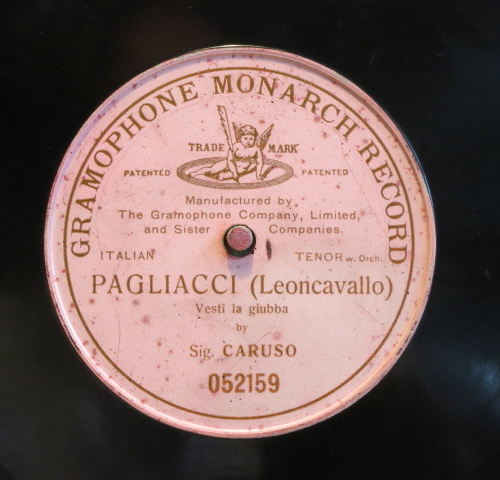 GRAMOPHONE MONARCH RECORD
TRADE MARK
PATENTED PATENTED
Manufactured by
The Gramophone Company, Limited,
and Sister Companies.
ITALIAN TENOR w. Orch.
PAGLIACCI (Leoncavallo)
Vesti la giubba
by
Sig. CARUSO
052159